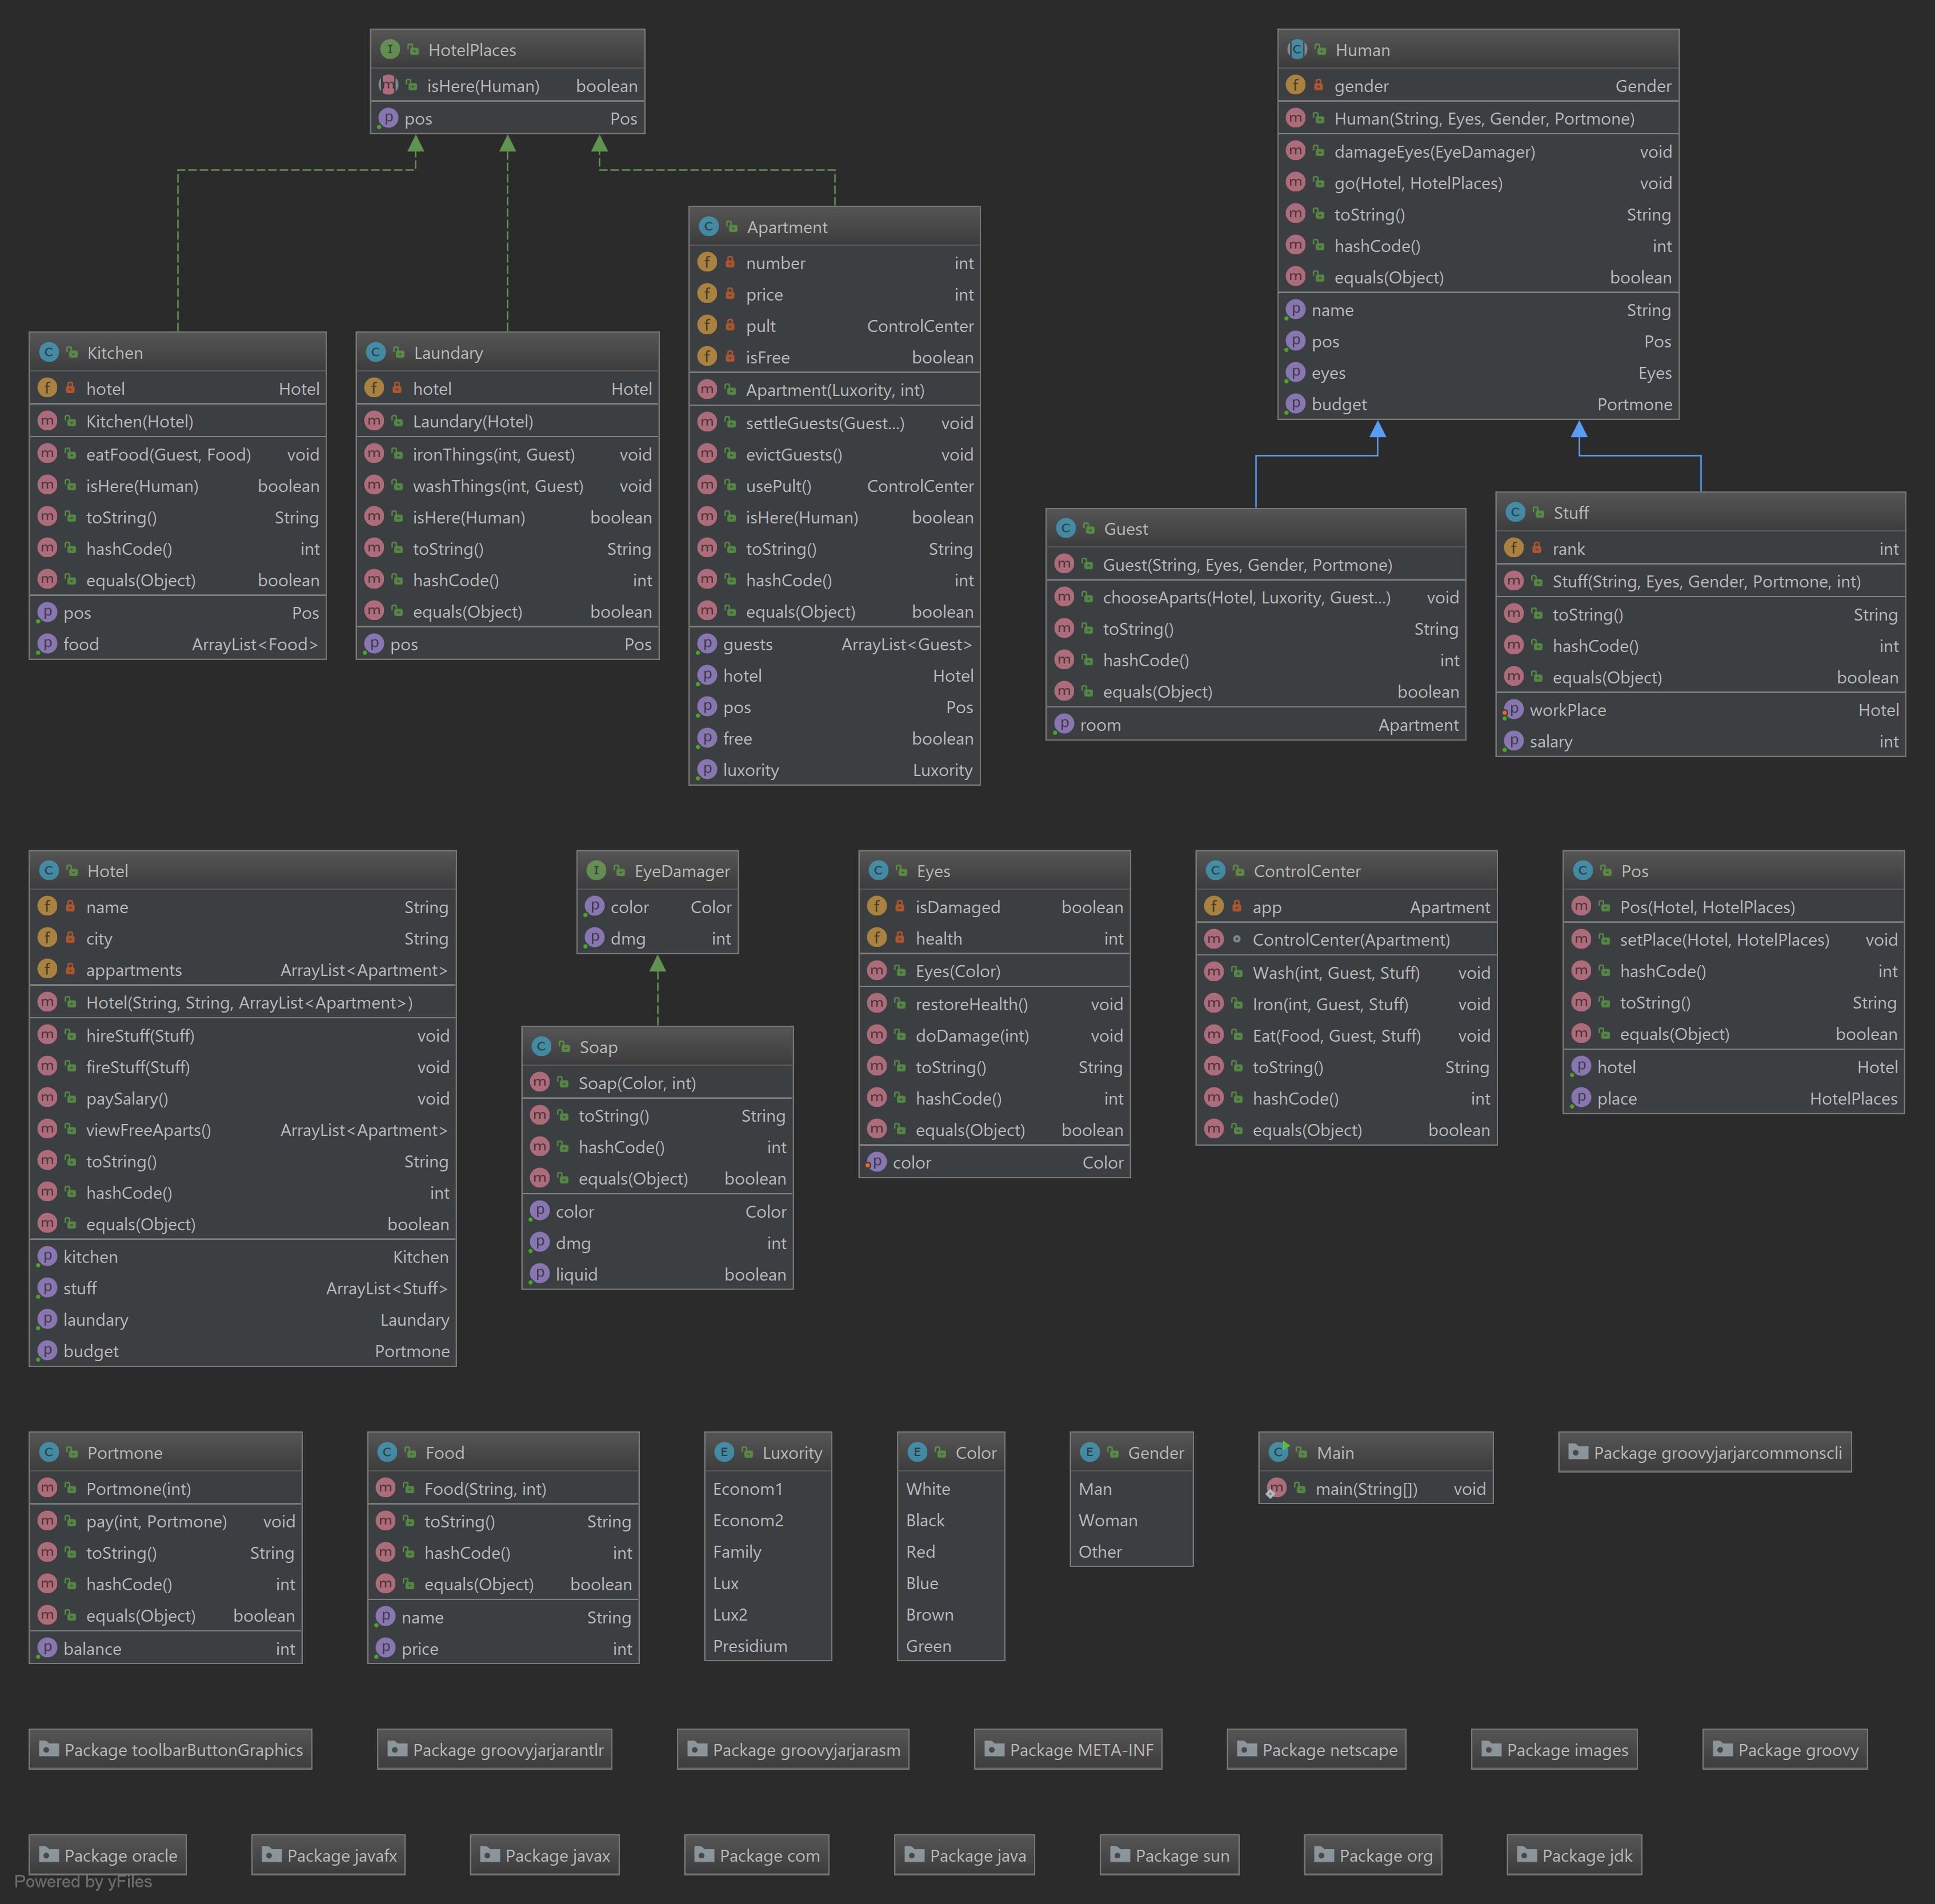 HotelPlaces
isHere(Human) boolean
pos Pos
Human
gender Gender
Human(String, Eyes, Gender, Portmone)
damageEyes(EyeDamager) void
go(Hotel, HotelPlaces) void
toString() String
hashCode() int
equals(Object) boolean
name String
pos Pos
eyes Eyes
budget Portmone
Kitchen
hotel Hotel
Kitchen(Hotel)
eatFood(Guest, Food) void
isHere(Human) boolean
toString() String
hashCode() int
equals(Object) boolean
pos Pos
food ArrayList<Food>
Laundary
hotel Hotel
Laundary(Hotel)
ironThings(int, Guest) void
washThings(int, Guest) void
isHere(Human) boolean
toString() String
hashCode() int
equals(Object) boolean
pos Pos
Apartment
number int
price int
pult ControlCenter
isFree boolean
Apartment(Luxority, int)
settleGuests(Guest...) void
evictGuests() void
usePult() ControlCenter
isHere(Human) boolean
toString() String
hashCode() int
equals(Object) boolean
guests ArrayList<Guest>
hotel Hotel
pos Pos
free boolean
luxority Luxority
Guest
Guest(String, Eyes, Gender, Portmone)
chooseAparts(Hotel, Luxority, Guest...) void
toString() String
hashCode() int
equals(Object) boolean
room Apartment
Stuff
rank int
Stuff(String, Eyes, Gender, Portmone, int)
toString() String
hashCode() int
equals(Object) boolean
workPlace Hotel
salary int
Hotel
name String
city String
appartments ArrayList<Apartment>
Hotel(String, String, ArrayList<Apartment>)
hireStuff(Stuff) void
fireStuff(Stuff) void
paySalary() void
viewFreeAparts() ArrayList<Apartment>
toString() String
hashCode() int
equals(Object) boolean
kitchen Kitchen
stuff ArrayList<Stuff>
laundary Laundary
budget Portmone
EyeDamager
color Color
dmg int
Soap
Soap(Color, int)
toString() String
hashCode() int
equals(Object) boolean
color Color
dmg int
liquid boolean
Eyes
isDamaged boolean
health int
Eyes(Color)
restoreHealth() void
doDamage(int) void
toString() String
hashCode() int
equals(Object) boolean
color Color
ControlCenter
app Apartment
ControlCenter(Apartment)
Wash(int, Guest, Stuff) void
Iron(int, Guest, Stuff) void
Eat(Food, Guest, Stuff) void
toString() String
hashCode() int
equals(Object) boolean
Pos
Pos(Hotel, HotelPlaces)
setPlace(Hotel, HotelPlaces) void
hashCode() int
toString() String
equals(Object) boolean
hotel Hotel
place HotelPlaces
Portmone
Portmone(int)
pay(int, Portmone) void
toString() String
hashCode() int
equals(Object) boolean
balance int
Food
Food(String, int)
toString() String
hashCode() int
equals(Object) boolean
name String
price int
Luxority
Econom1
Econom2
Family
Lux
Lux2
Presidium
Color
White
Black
Red
Blue
Brown
Green
Gender
Man
Woman
Other
Main
main(String[]) void
Package groovyjarjarcommonscli
Package toolbarButtonGraphics
Package groovyjarjarantlr
Package groovyjarjarasm
Package META-INF
Package netscape
Package images
Package groovy
Package oracle
Package javafx
Package javax
Package com
Package java
Package sun
Package org
Package jdk
Powered by yFiles